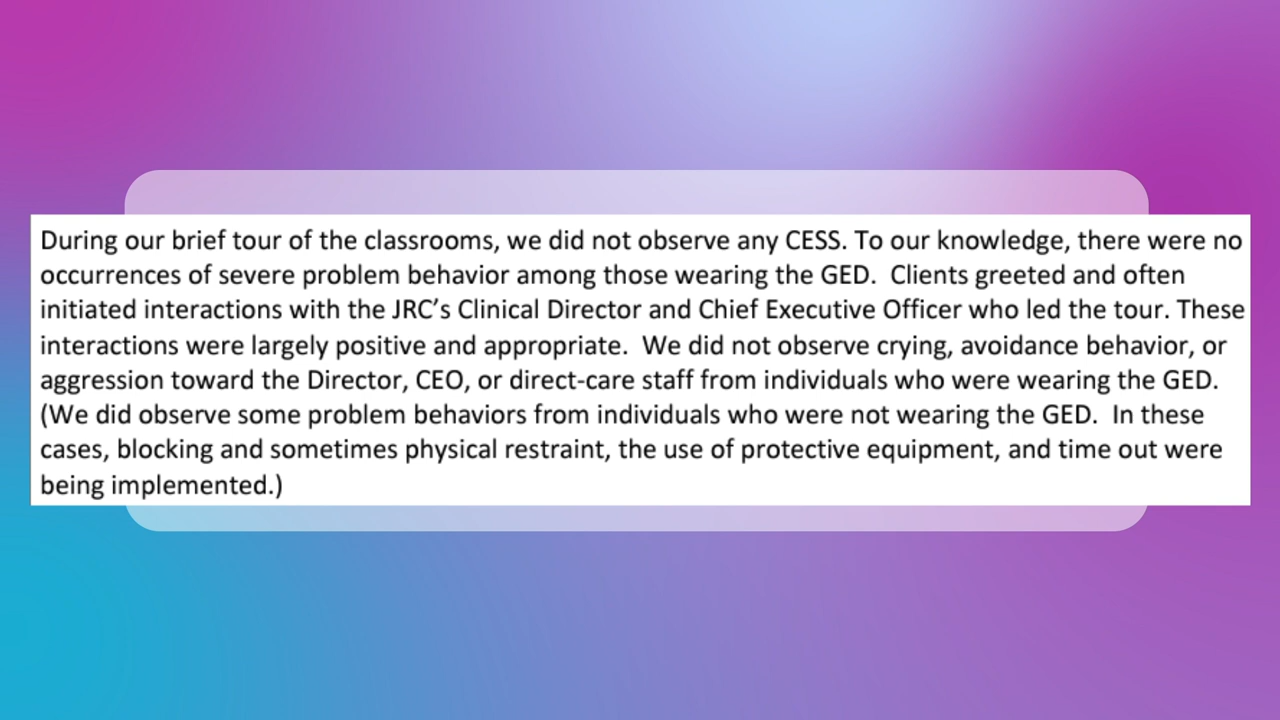 During our brief tour of the classrooms, we did not observe any CESS. To our knowledge, there were no
occurrences of severe problem behavior among those wearing the GED.  Clients greeted and often
initiated interactions with the JRC’s Clinical Director and Chief Executive Officer who led the tour. These
interactions were largely positive and appropriate.  We did not observe crying, avoidance behavior, or
aggression toward the Director, CEO, or direct-care staff from individuals who were wearing the GED.
(We did observe some problem behaviors from individuals who were not wearing the GED.  In these
cases, blocking and sometimes physical restraint, the use of protective equipment, and time out were
being implemented.)